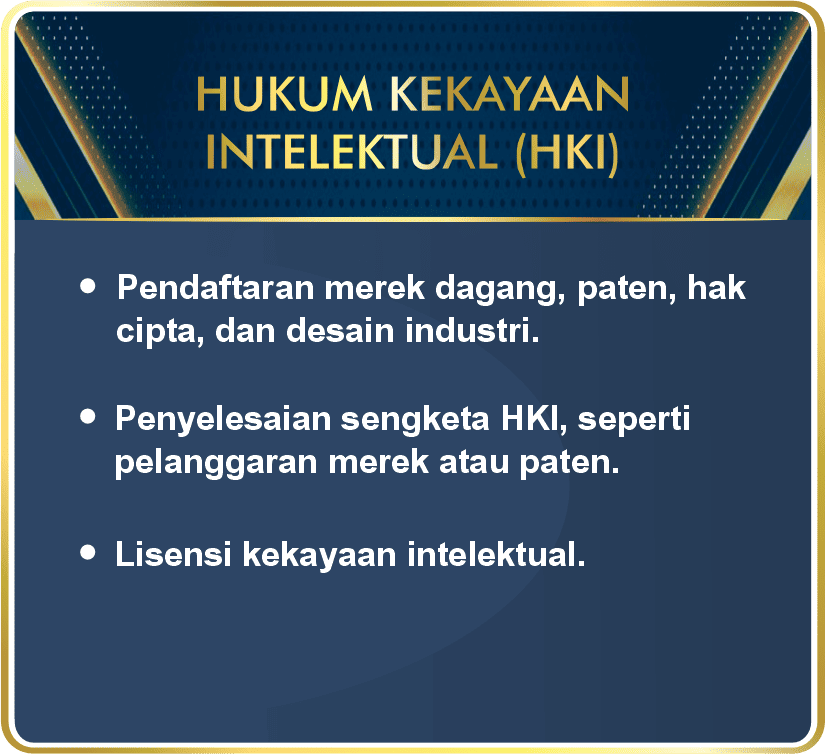 HUKUM KEKAYAAN
INTELEKTUAL (HKI)
• Pendaftaran merek dagang, paten, hak
cipta, dan desain industri.
• Penyelesaian sengketa HKI, seperti
pelanggaran merek atau paten.
• Lisensi kekayaan intelektual.